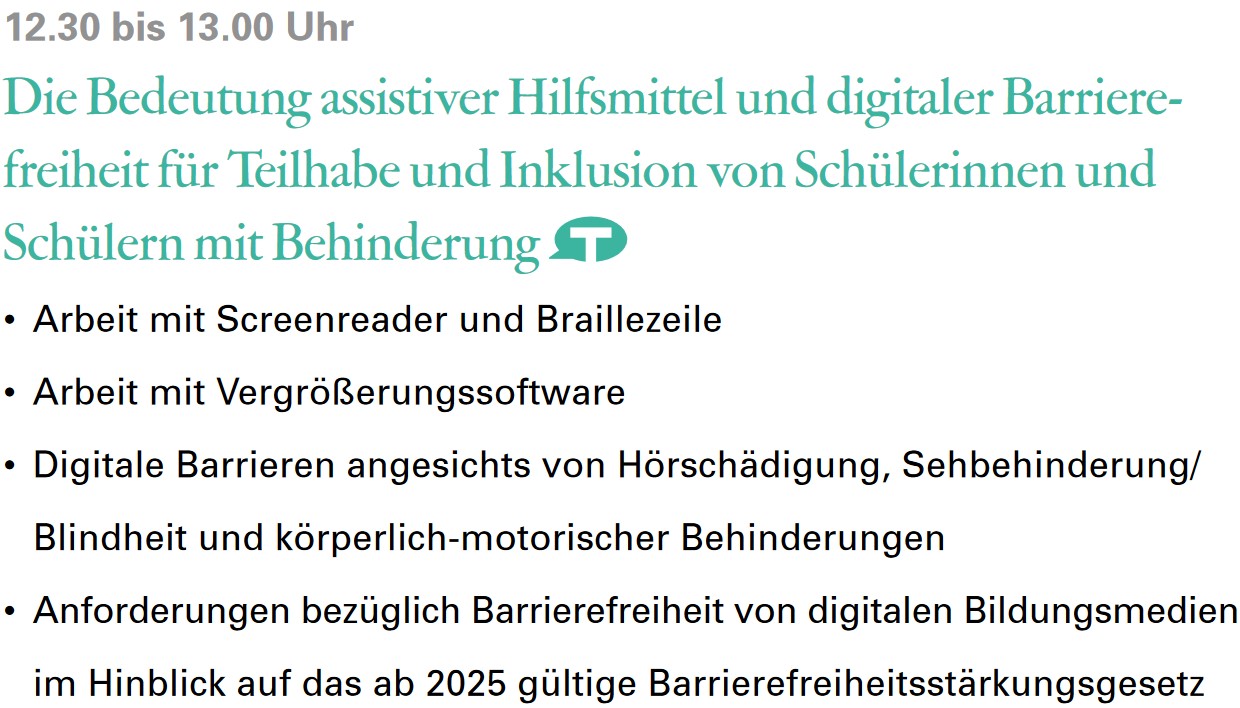 12.30 bis 13.00 Uhr
Die Bedeutung assistiver Hilfsmittel und digitaler Barriere-
freiheit für Teilhabe und Inklusion von Schülerinnen und
Schülern mit Behinderung T
• Arbeit mit Screenreader und Braillezeile
• Arbeit mit Vergrößerungssoftware
• Digitale Barrieren angesichts von Hörschädigung, Sehbehinderung/
Blindheit und körperlich-motorischer Behinderungen
• Anforderungen bezüglich Barrierefreiheit von digitalen Bildungsmedien
im Hinblick auf das ab 2025 gültige Barrierefreiheitsstärkungsgesetz